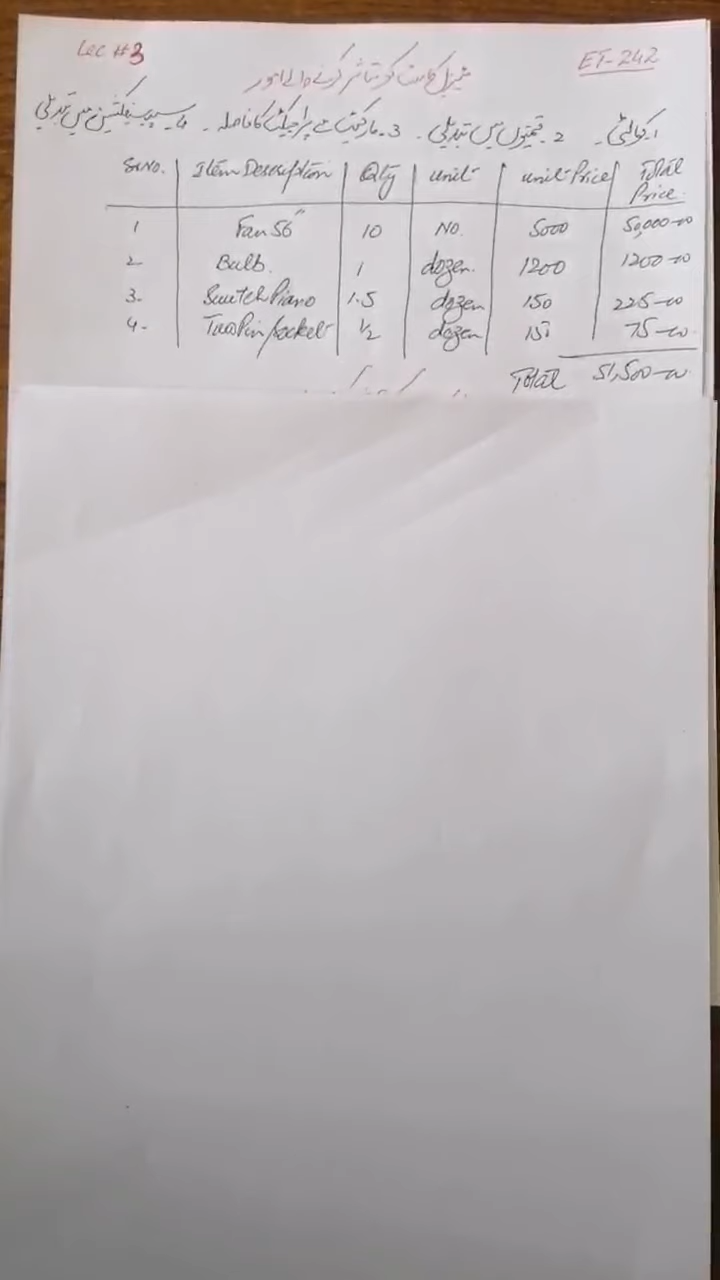 Lec #3
مٹیریل کاسٹ کو متاثر کرنے والے امور
ET-242
1. کوالٹی۔ 2. قیمتوں میں تبدیلی۔ 3. مارکیٹ سے پراجیکٹ کا فاصلہ۔ 4. سپیسیفکیشن میں تبدیلی
Sr.No. Item Description Qty unit unit Price Total Price
1 Fan 56" 10 No. 5000 50,000-00
2- Bulb. 1 dozen. 1200 1200-00
3- Switch Piano 1.5 dozen 150 225-00
4- Two Pin Socket 1/2 dozen 150 75-00
Total 51,500-00